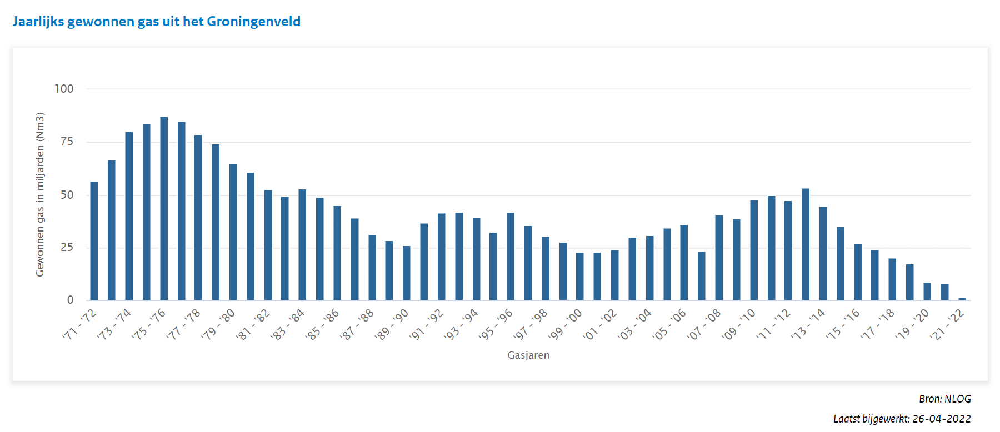 Jaarlijks gewonnen gas uit het Groningenveld
Gewonnen gas in miljarden (Nm3)
100
75
50
25
0
'71 - '72
'73 - '74
'75 - '76
'77 - '78
'79 - '80
'81 - '82
'83 - '84
'85 - '86
'87 - '88
'89 - '90
'91 - '92
'93 - '94
'95 - '96
'97 - '98
'99 - '00
'01 - '02
'03 - '04
'05 - '06
'07 - '08
'09 - '10
'11 - '12
'13 - '14
'15 - '16
'17 - '18
'19 - '20
'21 - '22
Gasjaren
Bron: NLOG
Laatst bijgewerkt: 26-04-2022